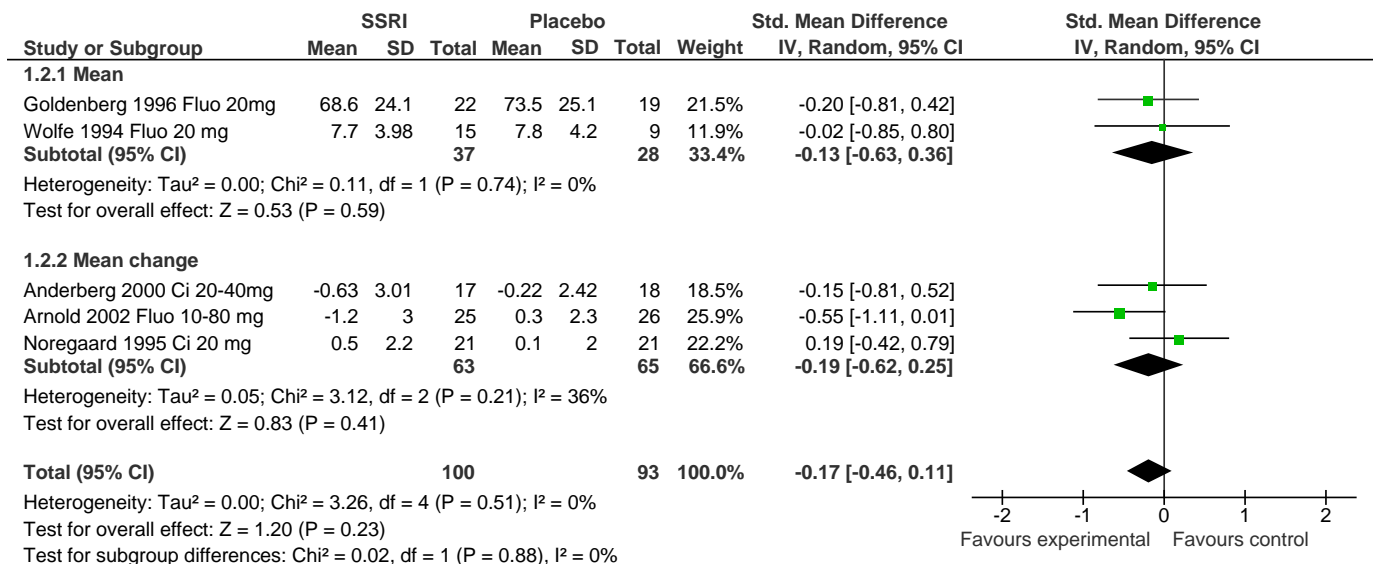 SSRI Placebo Std. Mean Difference Std. Mean Difference
Study or Subgroup Mean SD Total Mean SD Total Weight IV, Random, 95% CI IV, Random, 95% CI
1.2.1 Mean
Goldenberg 1996 Fluo 20mg 68.6 24.1 22 73.5 25.1 19 21.5% -0.20 [-0.81, 0.42]
Wolfe 1994 Fluo 20 mg 7.7 3.98 15 7.8 4.2 9 11.9% -0.02 [-0.85, 0.80]
Subtotal (95% CI) 37 28 33.4% -0.13 [-0.63, 0.36]
Heterogeneity: Tau² = 0.00; Chi² = 0.11, df = 1 (P = 0.74); I² = 0%
Test for overall effect: Z = 0.53 (P = 0.59)
1.2.2 Mean change
Anderberg 2000 Ci 20-40mg -0.63 3.01 17 -0.22 2.42 18 18.5% -0.15 [-0.81, 0.52]
Arnold 2002 Fluo 10-80 mg -1.2 3 25 0.3 2.3 26 25.9% -0.55 [-1.11, 0.01]
Noregaard 1995 Ci 20 mg 0.5 2.2 21 0.1 2 21 22.2% 0.19 [-0.42, 0.79]
Subtotal (95% CI) 63 65 66.6% -0.19 [-0.62, 0.25]
Heterogeneity: Tau² = 0.05; Chi² = 3.12, df = 2 (P = 0.21); I² = 36%
Test for overall effect: Z = 0.83 (P = 0.41)
Total (95% CI) 100 93 100.0% -0.17 [-0.46, 0.11]
Heterogeneity: Tau² = 0.00; Chi² = 3.26, df = 4 (P = 0.51); I² = 0%
Test for overall effect: Z = 1.20 (P = 0.23)
Test for subgroup differences: Chi² = 0.02, df = 1 (P = 0.88), I² = 0%
-2 -1 0 1 2
Favours experimental Favours control